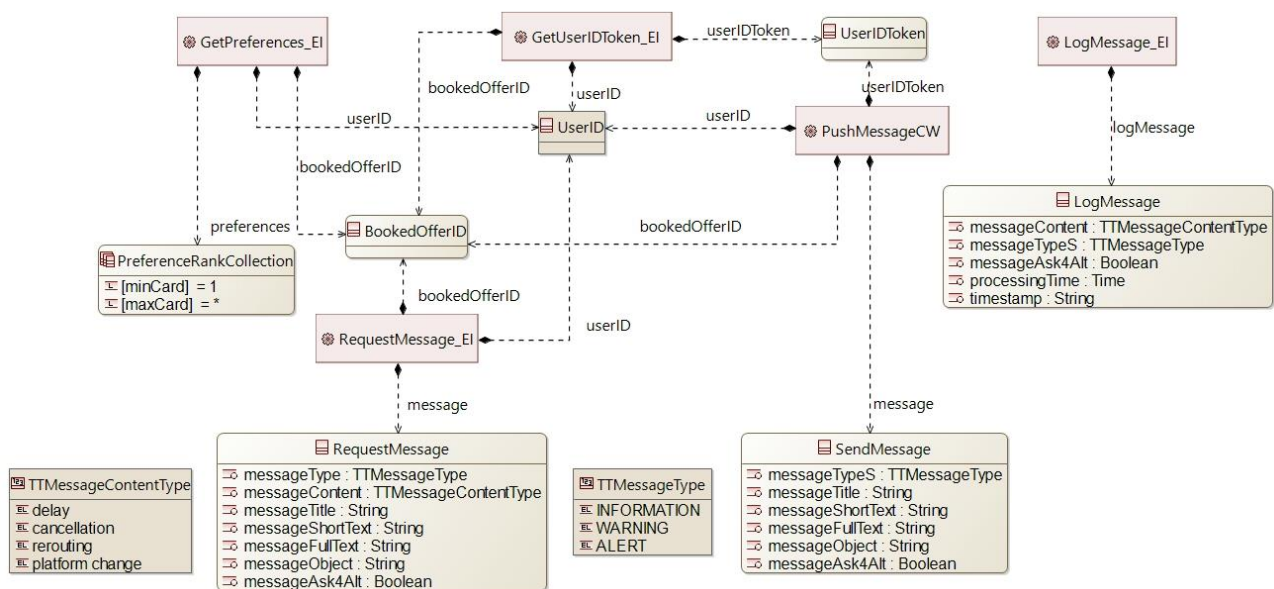 GetPreferences_EI
GetUserIDToken_EI
userIDToken
UserIDToken
LogMessage_EI
bookedOfferID
userID
userIDToken
userID
UserID
userID
PushMessageCW
logMessage
bookedOfferID
LogMessage
messageContent : TTMessageContentType
messageTypeS : TTMessageType
messageAsk4Alt : Boolean
processingTime : Time
timestamp : String
preferences
BookedOfferID
bookedOfferID
PreferenceRankCollection
[minCard] = 1
[maxCard] = *
bookedOfferID
RequestMessage_EI
userID
message
message
RequestMessage
messageType : TTMessageType
messageContent : TTMessageContentType
messageTitle : String
messageShortText : String
messageFullText : String
messageObject : String
messageAsk4Alt : Boolean
SendMessage
messageTypeS : TTMessageType
messageTitle : String
messageShortText : String
messageFullText : String
messageObject : String
messageAsk4Alt : Boolean
TTMessageContentType
delay
cancellation
rerouting
platform change
TTMessageType
INFORMATION
WARNING
ALERT